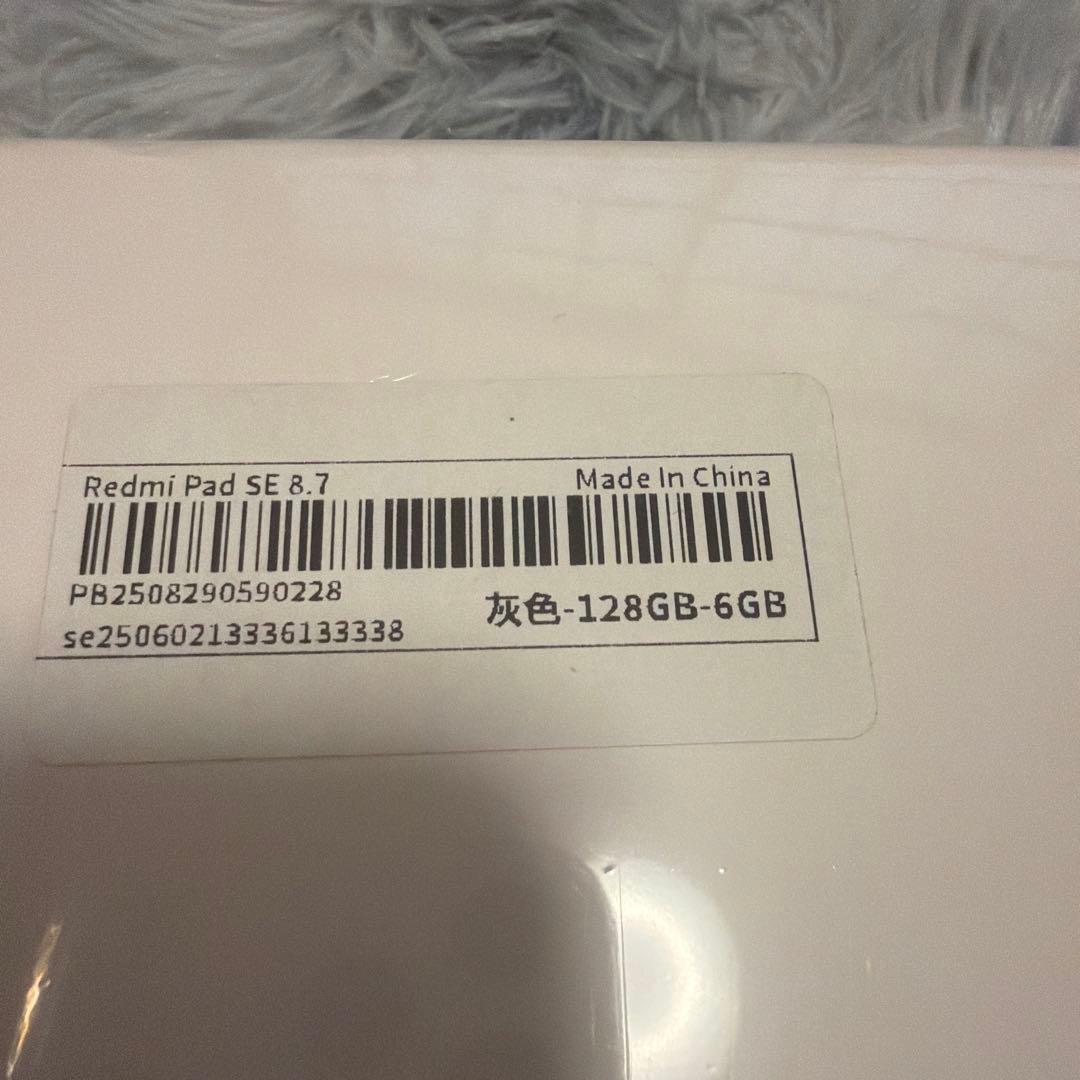 Redmi Pad SE 8.7
Made In China
PB2508290590228
se25060213336133338
灰色-128GB-6GB